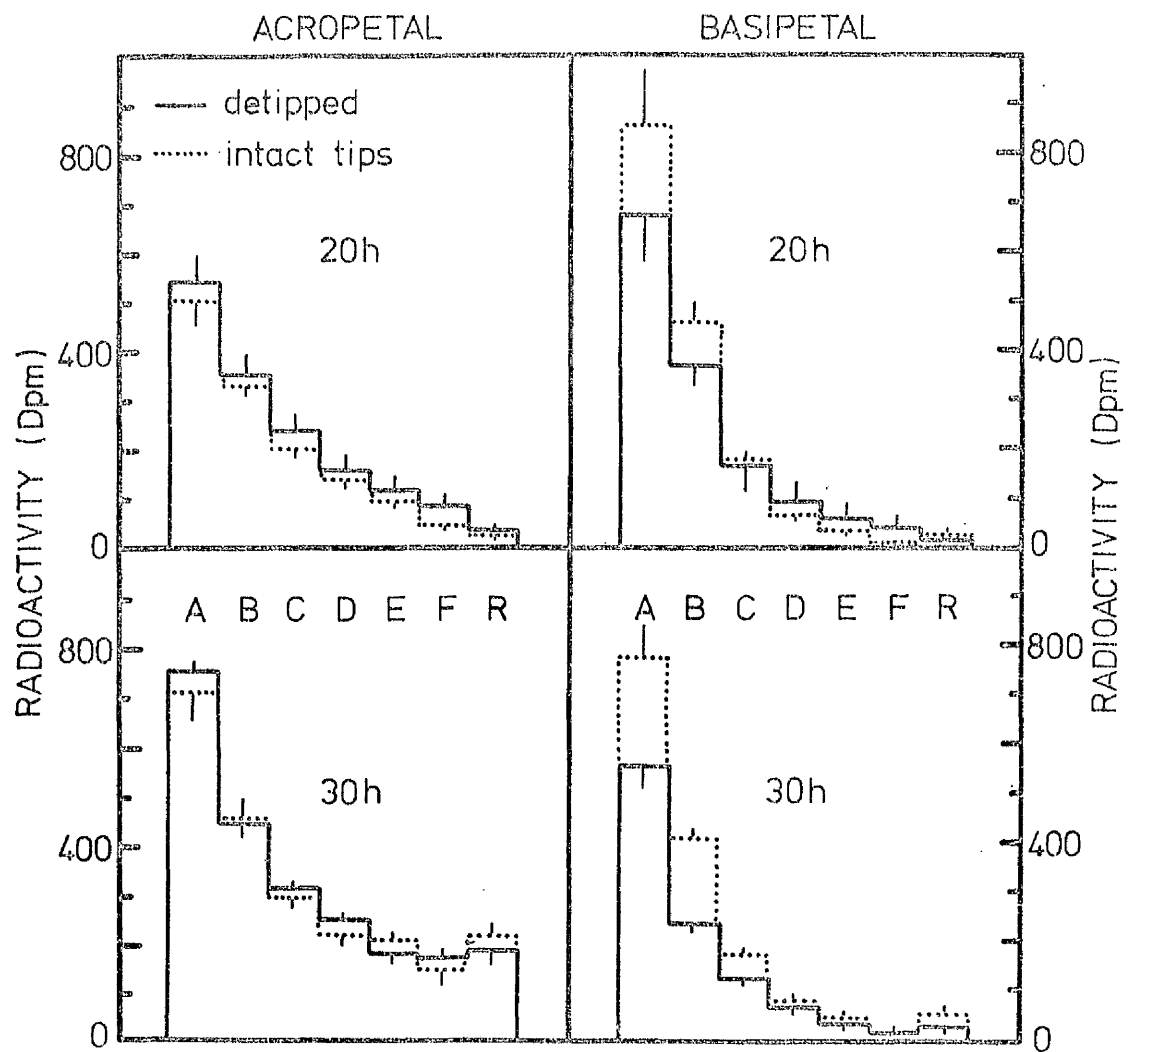 ACROPETAL
BASIPETAL
detipped
intact tips
800
800
20h
20h
400
400
0
0
RADIOACTIVITY (Dpm)
RADIOACTIVITY (Dpm)
A B C D E F R
A B C D E F R
800
800
30h
30h
400
400
0
0